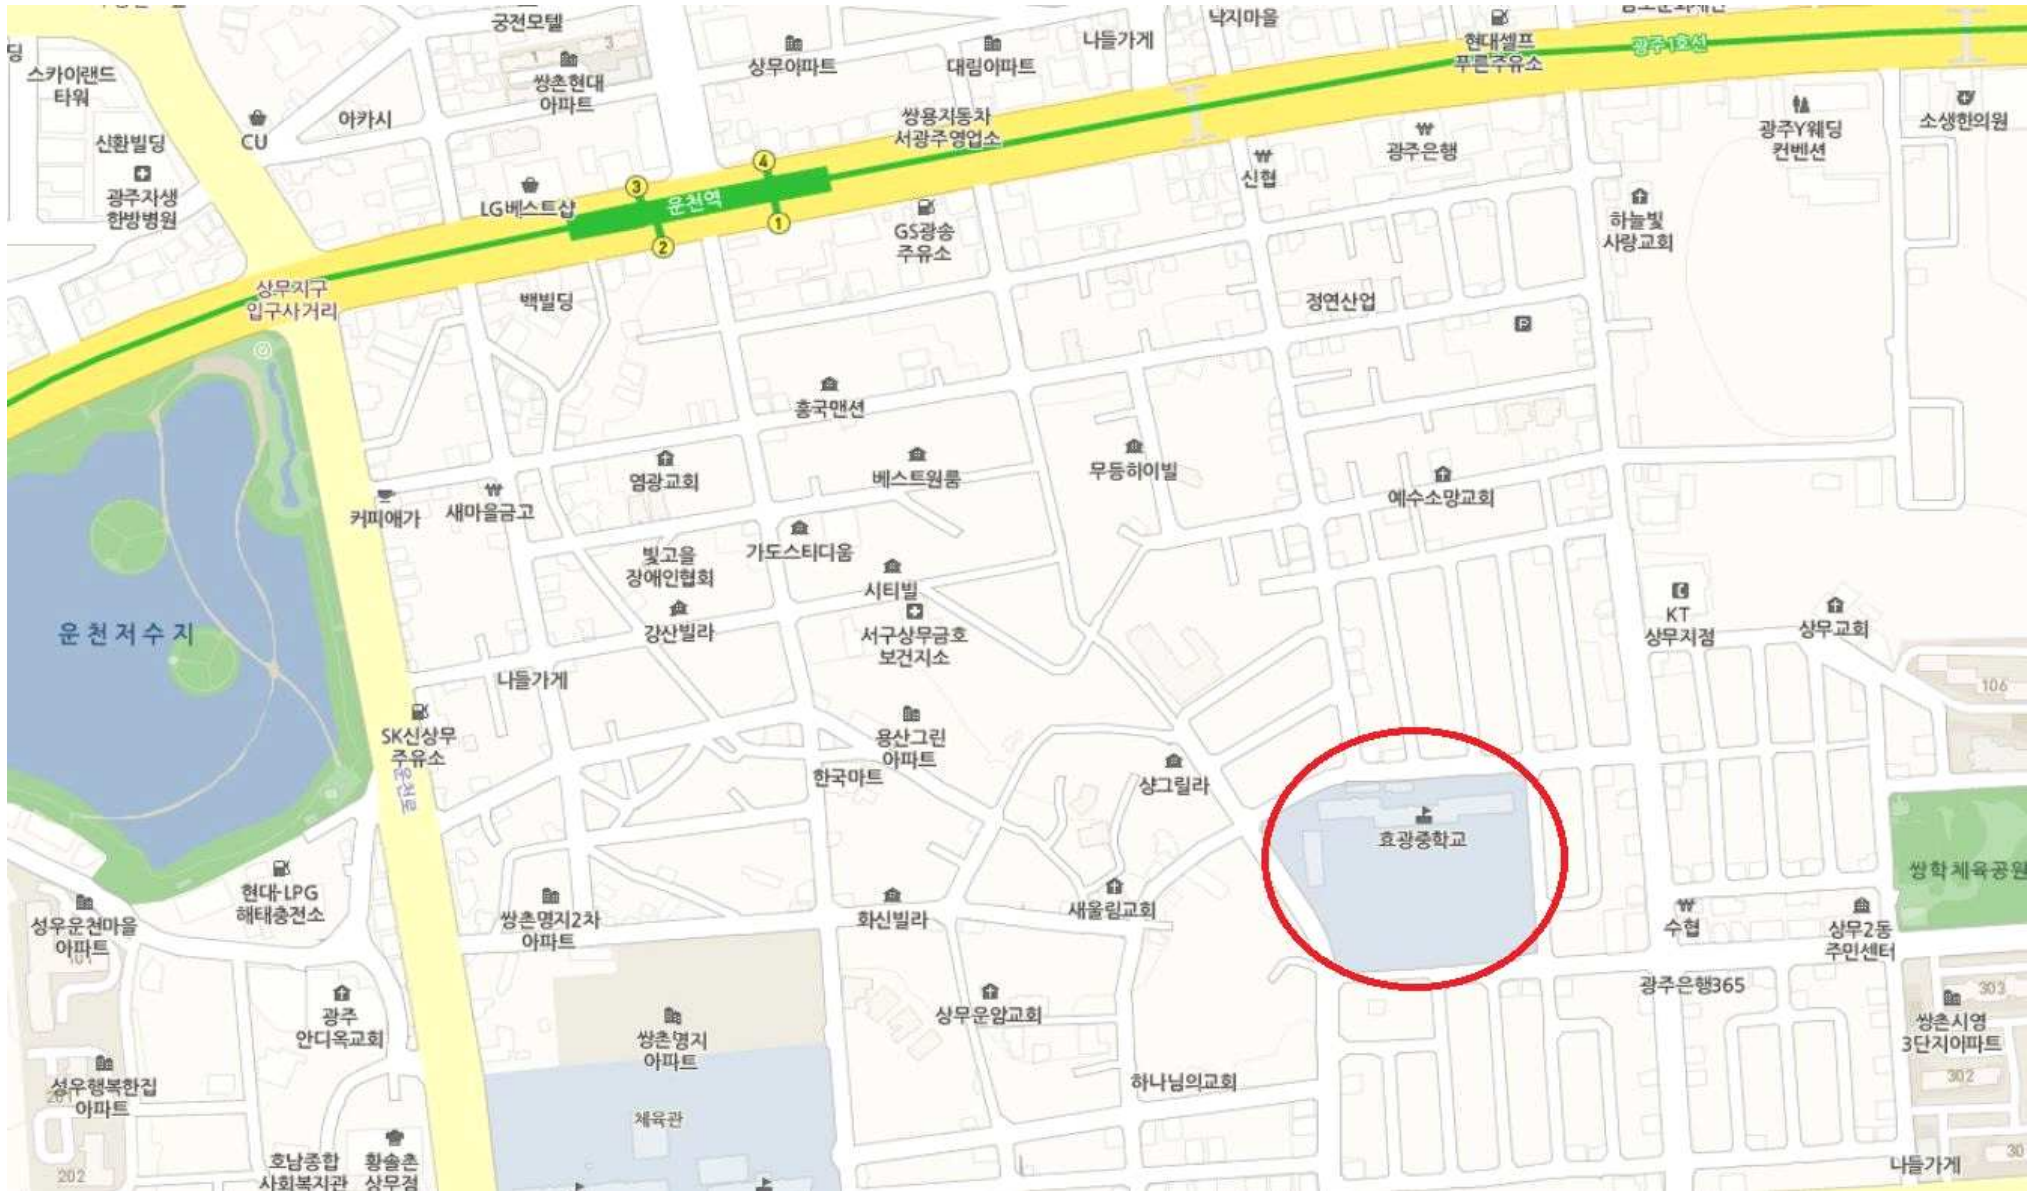 궁전모텔
낙지마을
나들가게
현대셀프
푸른주유소
광주 1호선
스카이랜드
타워
1
3
쌍촌현대
아파트
상무아파트
대림아파트
CU
아카시
쌍용자동차
서광주영업소
신협
광주은행
광주Y웨딩
컨벤션
소생한의원
신환빌딩
광주자생
한방병원
LG베스트샵
3
4
운천역
2
1
GS광송
주유소
하늘빛
사랑교회
상무지구
입구사거리
백빌딩
정연산업
P
흥국맨션
염광교회
베스트원룸
무등하이빌
예수소망교회
커피애가
새마을금고
빛고을
장애인협회
가도스티디움
시티빌
강산빌라
서구상무금호
보건지소
KT
상무지점
상무교회
운천저수지
나들가게
106
SK신상무
주유소
운천로
용산그린
아파트
한국마트
샹그릴라
효광중학교
쌍학체육공원
현대-LPG
해태충전소
성우운천마을
아파트
쌍촌명지2차
아파트
화신빌라
새울림교회
수협
상무2동
주민센터
광주은행365
303
쌍촌시영
3단지아파트
302
광주
안디옥교회
쌍촌명지
아파트
상무운암교회
하나님의교회
성우행복한집
아파트
체육관
202
호남종합
사회복지관
황솔촌
상무점
나들가게
30